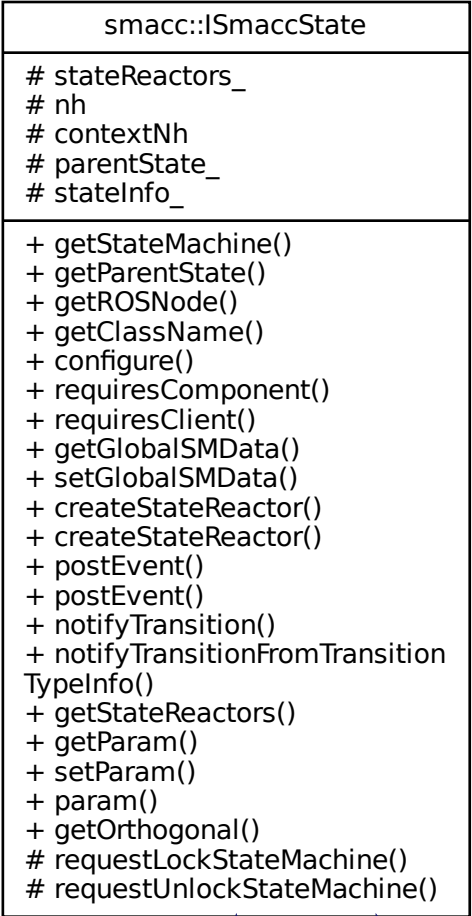 smacc::ISmaccState
# stateReactors_
# nh
# contextNh
# parentState_
# stateInfo_
+ getStateMachine()
+ getParentState()
+ getROSNode()
+ getClassName()
+ configure()
+ requiresComponent()
+ requiresClient()
+ getGlobalSMData()
+ setGlobalSMData()
+ createStateReactor()
+ createStateReactor()
+ postEvent()
+ postEvent()
+ notifyTransition()
+ notifyTransitionFromTransition
TypeInfo()
+ getStateReactors()
+ getParam()
+ setParam()
+ param()
+ getOrthogonal()
# requestLockStateMachine()
# requestUnlockStateMachine()